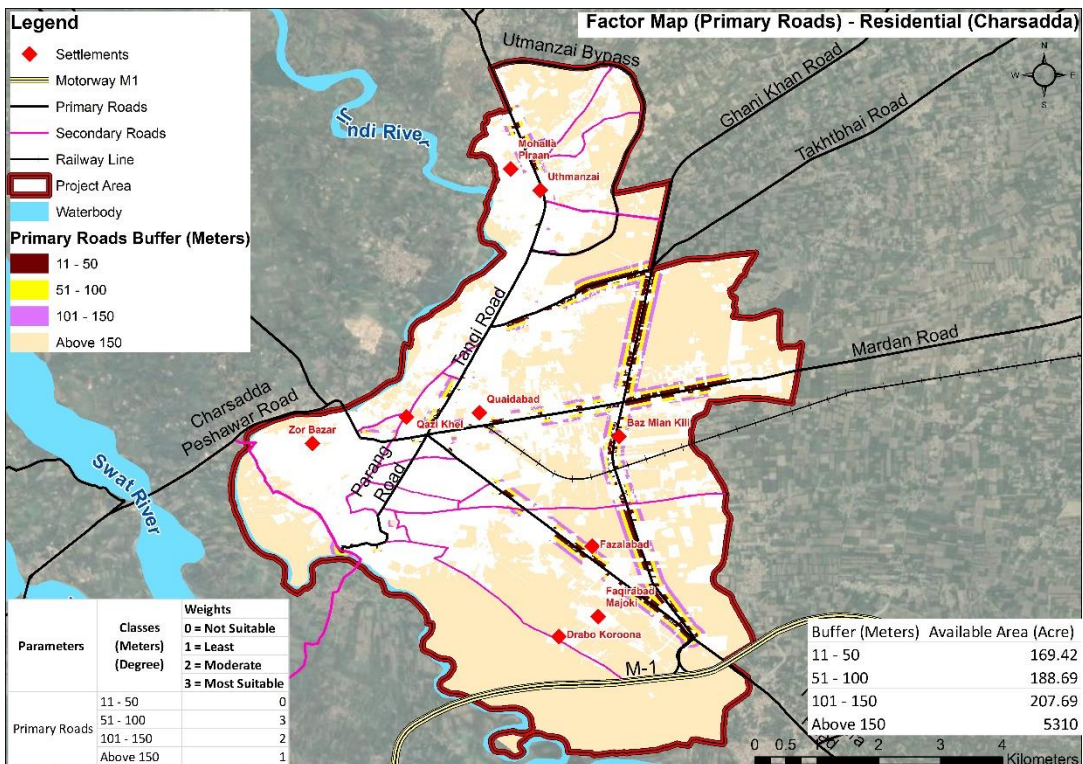 Factor Map (Primary Roads) - Residential (Charsadda)
Legend
Settlements
Motorway M1
Primary Roads
Secondary Roads
Railway Line
Project Area
Waterbody
Primary Roads Buffer (Meters)
11 - 50
51 - 100
101 - 150
Above 150
Utmanzai Bypass
Ghani Khan Road
Takhtbhai Road
N
W
E
S
Jindi River
Mohalla
Piraan
Uthmanzai
Tangi Road
Mardan Road
Charsadda
Peshawar Road
Quaidabad
Qazi Khel
Zor Bazar
Baz Mian Killi
Parang
Road
Swat River
Fazalabad
Faqirabad
Majoki
Drabo Koroona
M-1
Parameters
Classes
(Meters)
(Degree)
Weights
0 = Not Suitable
1 = Least
2 = Moderate
3 = Most Suitable
Primary Roads
11 - 50 0
51 - 100 3
101 - 150 2
Above 150 1
Buffer (Meters) Available Area (Acre)
11 - 50 169.42
51 - 100 188.69
101 - 150 207.69
Above 150 5310
0 0.5 1 2 3 4
Kilometers